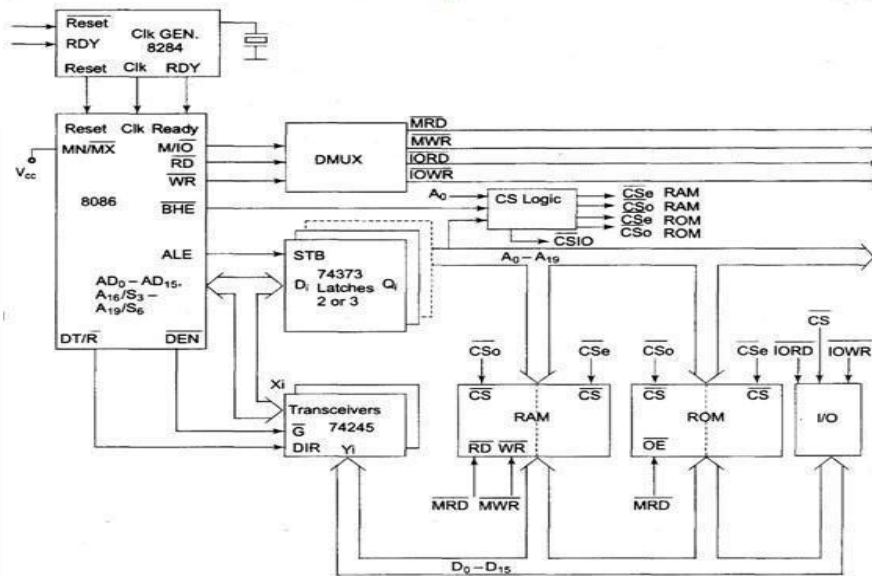 Reset
RDY
Clk GEN.
8284
Reset Clk RDY
Reset Clk Ready
MN/MX
Vcc
M/IO
RD
WR
8086
BHE
ALE
AD0 – AD15,
A16/S3 –
A19/S6
DT/R
DEN
DMUX
MRD
MWR
IORD
IOWR
A0
CS Logic
CSe RAM
CSo RAM
CSe ROM
CSo ROM
CSIO
STB
74373
Di Latches Qi
2 or 3
A0 – A19
Xi
Transceivers
74245
G
DIR
Yi
CSo
CSe
CS
CS
RAM
RD WR
MRD
MWR
CSo
CSe
CS
CS
ROM
OE
MRD
CS
IORD
IOWR
I/O
D0 – D15